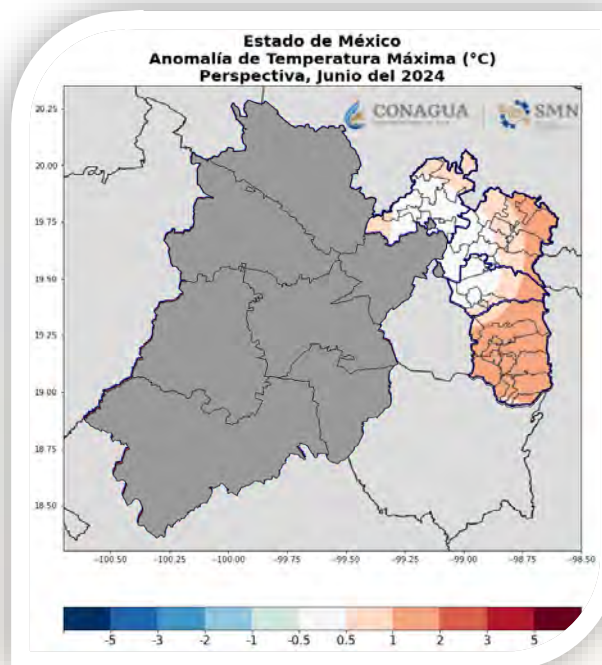 Estado de México
Anomalía de Temperatura Máxima (°C)
Perspectiva, Junio del 2024
CONAGUA | SMN
20.25
20.00
19.75
19.50
19.25
19.00
18.75
18.50
−100.50 −100.25 −100.00 −99.75 −99.50 −99.25 −99.00 −98.75 −98.50
-5 -3 -2 -1 -0.5 0.5 1 2 3 5